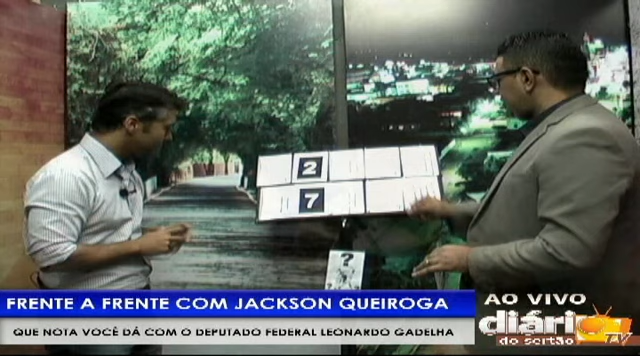 2
7
?
FRENTE A FRENTE COM JACKSON QUEIROGA
QUE NOTA VOCÊ DÁ COM O DEPUTADO FEDERAL LEONARDO GADELHA
AO VIVO
diário
do sertão
TV